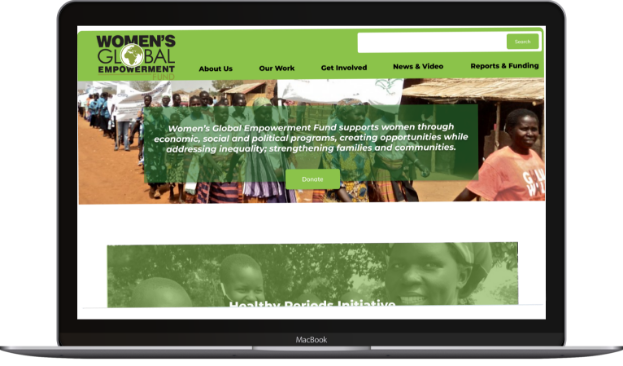 WOMEN'S
GLOBAL
EMPOWERMENT
FUND
Search
About Us
Our Work
Get Involved
News & Video
Reports & Funding
Women's Global Empowerment Fund supports women through
economic, social and political programs, creating opportunities while
addressing inequality; strengthening families and communities.
Donate
Healthy Periods Initiative
MacBook